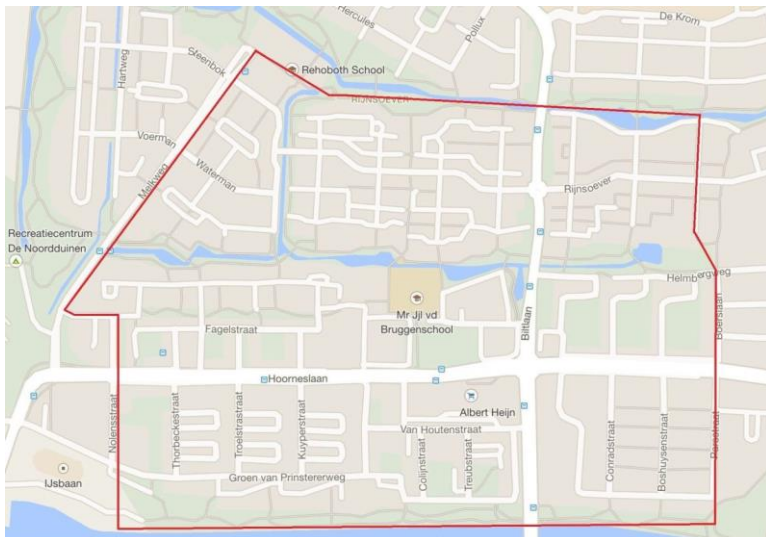 De Krom
Hercules
Pollux
Steenbok
Hartweg
Rehoboth School
RIJNSOEVER
Voerman
Waterman
Melkweg
Rijnsoever
Recreatiecentrum
De Noordduinen
Helmbergweg
Mr Jjl vd
Bruggenschool
Fagelstraat
Biltlaan
Boerslaan
Hoorneslaan
Albert Heijn
Nolensstraat
Thorbeckestraat
Troelstrastraat
Kuyperstraat
Van Houtenstraat
Colijnstraat
Treubstraat
Conradstraat
Boshuysenstraat
Parestraat
Groen van Prinstererweg
IJsbaan